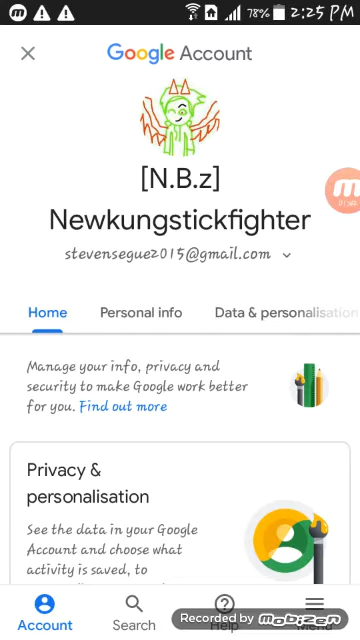 78% 2:25 PM
Google Account
[N.B.z]
Newkungstickfighter
stevensegue2015@gmail.com
Home Personal info Data & personalisation
Manage your info, privacy and
security to make Google work better
for you. Find out more
Privacy &
personalisation
See the data in your Google
Account and choose what
activity is saved, to
Recorded by mobizen
Account Search Help